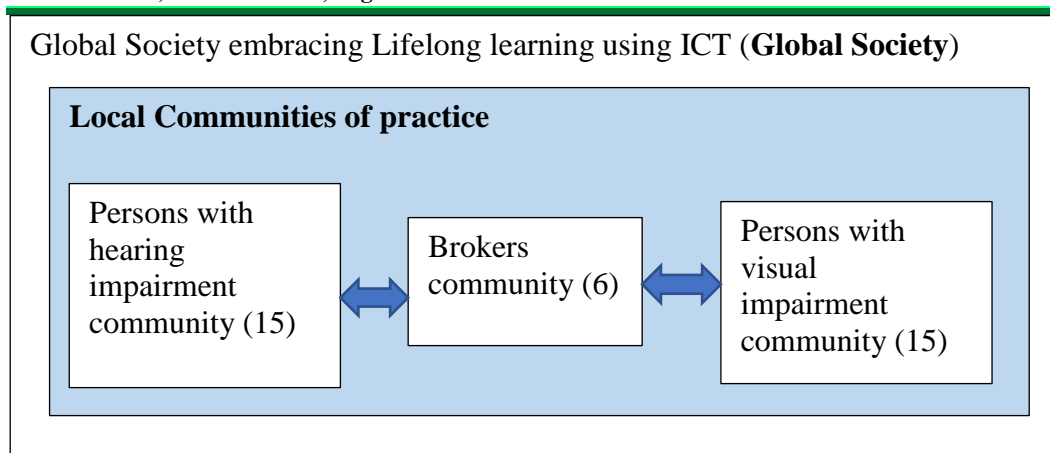 Global Society embracing Lifelong learning using ICT (Global Society)
Local Communities of practice
Persons with
hearing
impairment
community (15)
Brokers
community (6)
Persons with
visual
impairment
community (15)